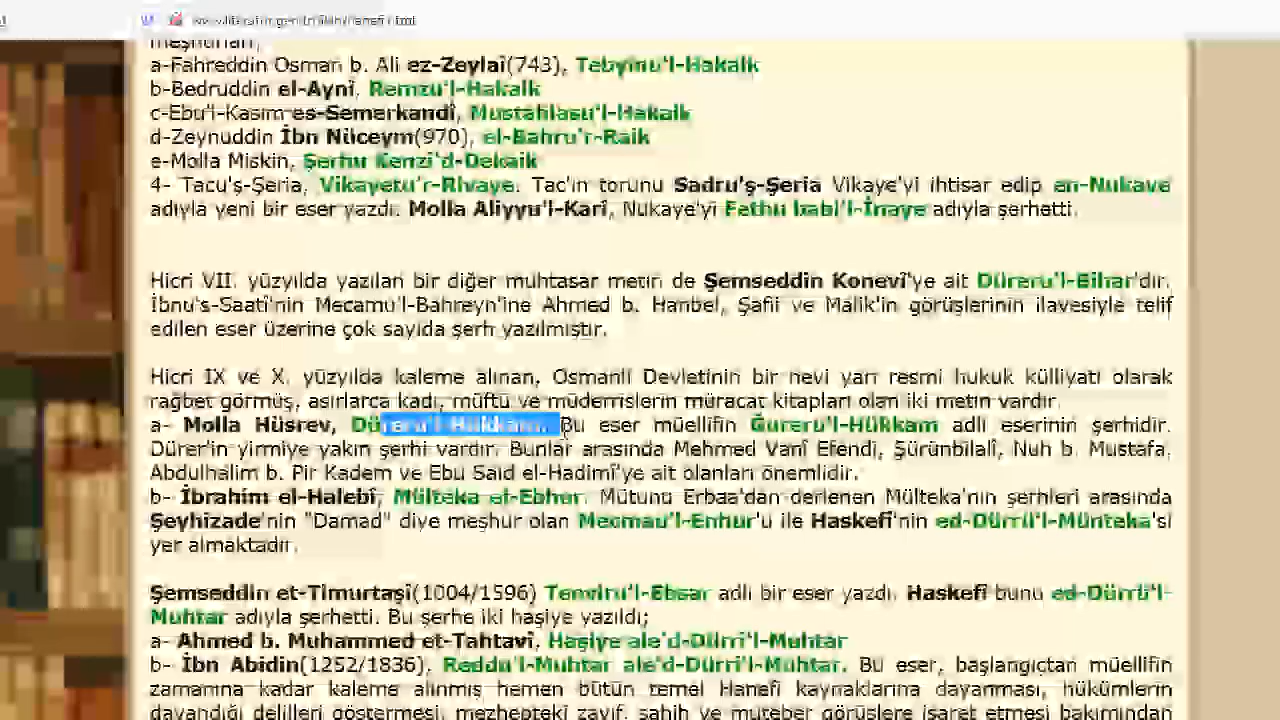 meşhurları;
a-Fahreddin Osman b. Ali ez-Zeylaî(743), Tebyinu'l-Hakaik
b-Bedruddin el-Aynî, Remzu'l-Hakaik
c-Ebu'l-Kasım es-Semerkandî, Mustahlasu'l-Hakaik
d-Zeynuddin İbn Nüceym(970), el-Bahru'r-Raik
e-Molla Miskin, Şerhu Kenzi'd-Dekaik
4- Tacu's-Şeria, Vikayetu'r-Rivaye. Tac'ın torunu Sadru's-Şeria Vikaye'yi ihtisar edip en-Nukaye
adıyla yeni bir eser yazdı. Molla Aliyyu'l-Karî, Nukaye'yi Fethu babi'l-İnaye adıyla şerhetti.
Hicri VII. yüzyılda yazılan bir diğer muhtasar metin de Şemseddin Konevî'ye ait Düreru'l-Bihar'dır.
İbnu's-Saatî'nin Mecamu'l-Bahreyn'ine Ahmed b. Hanbel, Şafii ve Malik'in görüşlerinin ilavesiyle telif
edilen eser üzerine çok sayıda şerh yazılmıştır.
Hicri IX ve X. yüzyılda kaleme alınan, Osmanlı Devletinin bir nevi yarı resmi hukuk külliyatı olarak
rağbet görmüş, asırlarca kadı, müftü ve müderrislerin müracat kitapları olan iki metin vardır.
a- Molla Hüsrev, Düreru'l-Hükkam. Bu eser müellifin Ğureru'l-Hükkam adlı eserinin şerhidir.
Dürer'in yirmiye yakın şerhi vardır. Bunlar arasında Mehmed Vanî Efendi, Şürünbilalî, Nuh b. Mustafa,
Abdulhalim b. Pir Kadem ve Ebu Said el-Hadimî'ye ait olanları önemlidir.
b- İbrahim el-Halebî, Mülteka el-Ebhur. Mütunu Erbaa'dan derlenen Mülteka'nın şerhleri arasında
Şeyhizade'nin "Damad" diye meşhur olan Mecmau'l-Enhur'u ile Haskefî'nin ed-Dürrü'l-Münteka'sı
yer almaktadır.
Şemseddin et-Timurtaşî(1004/1596) Tenviru'l-Ebsar adlı bir eser yazdı. Haskefî bunu ed-Dürrü'l-
Muhtar adıyla şerhetti. Bu şerhe iki haşiye yazıldı;
a- Ahmed b. Muhammed et-Tahtavî, Haşiye ale'd-Dürri'l-Muhtar
b- İbn Abidin(1252/1836), Reddu'l-Muhtar ale'd-Dürri'l-Muhtar. Bu eser, başlangıçtan müellifin
zamanına kadar kaleme alınmış hemen bütün temel Hanefî kaynaklarına dayanması, hükümlerin
dayandığı delilleri göstermesi, mezhepteki zayıf, sahih ve muteber görüşlere işaret etmesi bakımından